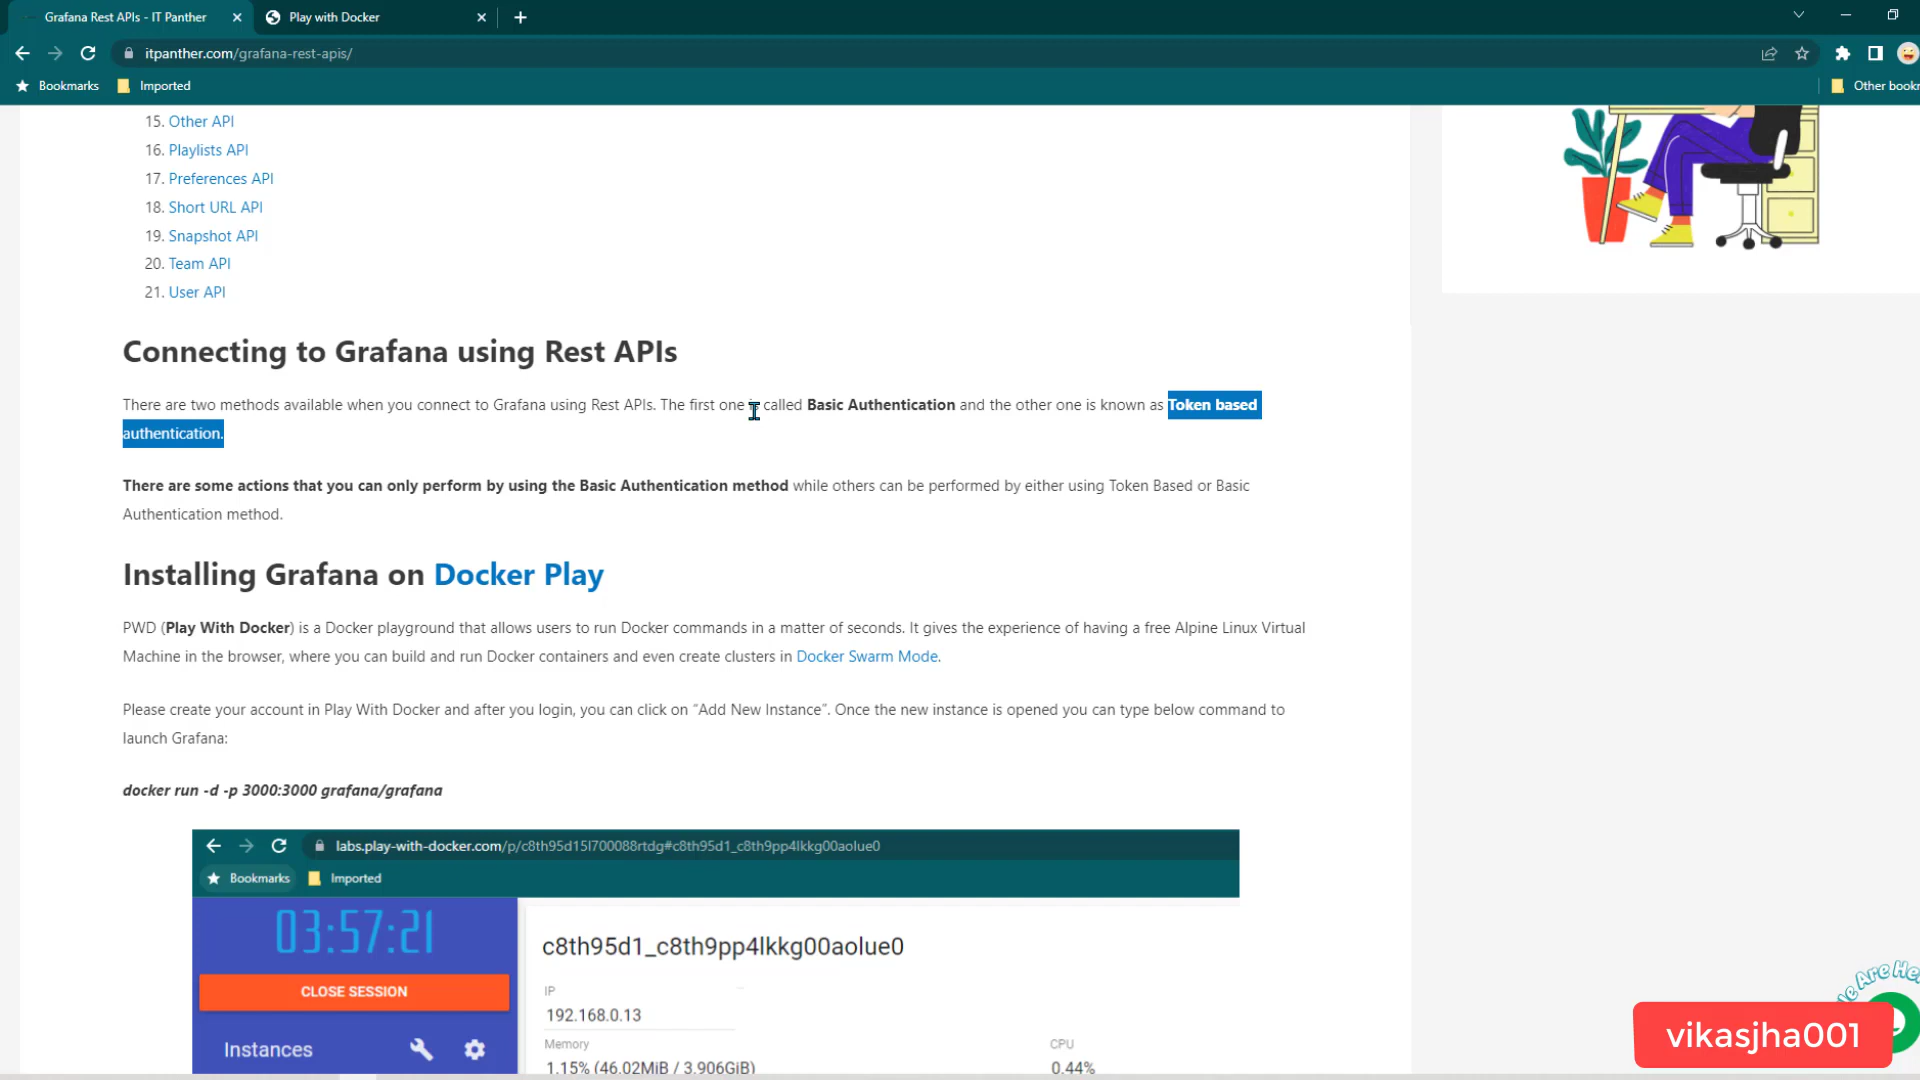 Grafana Rest APIs - IT Panther
Play with Docker
itpanther.com/grafana-rest-apis/
Bookmarks
Imported
Other bookm
15. Other API
16. Playlists API
17. Preferences API
18. Short URL API
19. Snapshot API
20. Team API
21. User API
Connecting to Grafana using Rest APIs
There are two methods available when you connect to Grafana using Rest APIs. The first one is called Basic Authentication and the other one is known as Token based
authentication.
There are some actions that you can only perform by using the Basic Authentication method while others can be performed by either using Token Based or Basic
Authentication method.
Installing Grafana on Docker Play
PWD (Play With Docker) is a Docker playground that allows users to run Docker commands in a matter of seconds. It gives the experience of having a free Alpine Linux Virtual
Machine in the browser, where you can build and run Docker containers and even create clusters in Docker Swarm Mode.
Please create your account in Play With Docker and after you login, you can click on “Add New Instance”. Once the new instance is opened you can type below command to
launch Grafana:
docker run -d -p 3000:3000 grafana/grafana
labs.play-with-docker.com/p/c8th95d15l700088rtdg#c8th95d1_c8th9pp4lkkg00aolue0
Bookmarks
Imported
03:57:21
CLOSE SESSION
Instances
c8th95d1_c8th9pp4lkkg00aolue0
IP
192.168.0.13
Memory
1.15% (46.02MiB / 3.906GiB)
CPU
0.44%
Are He
vikasjha001